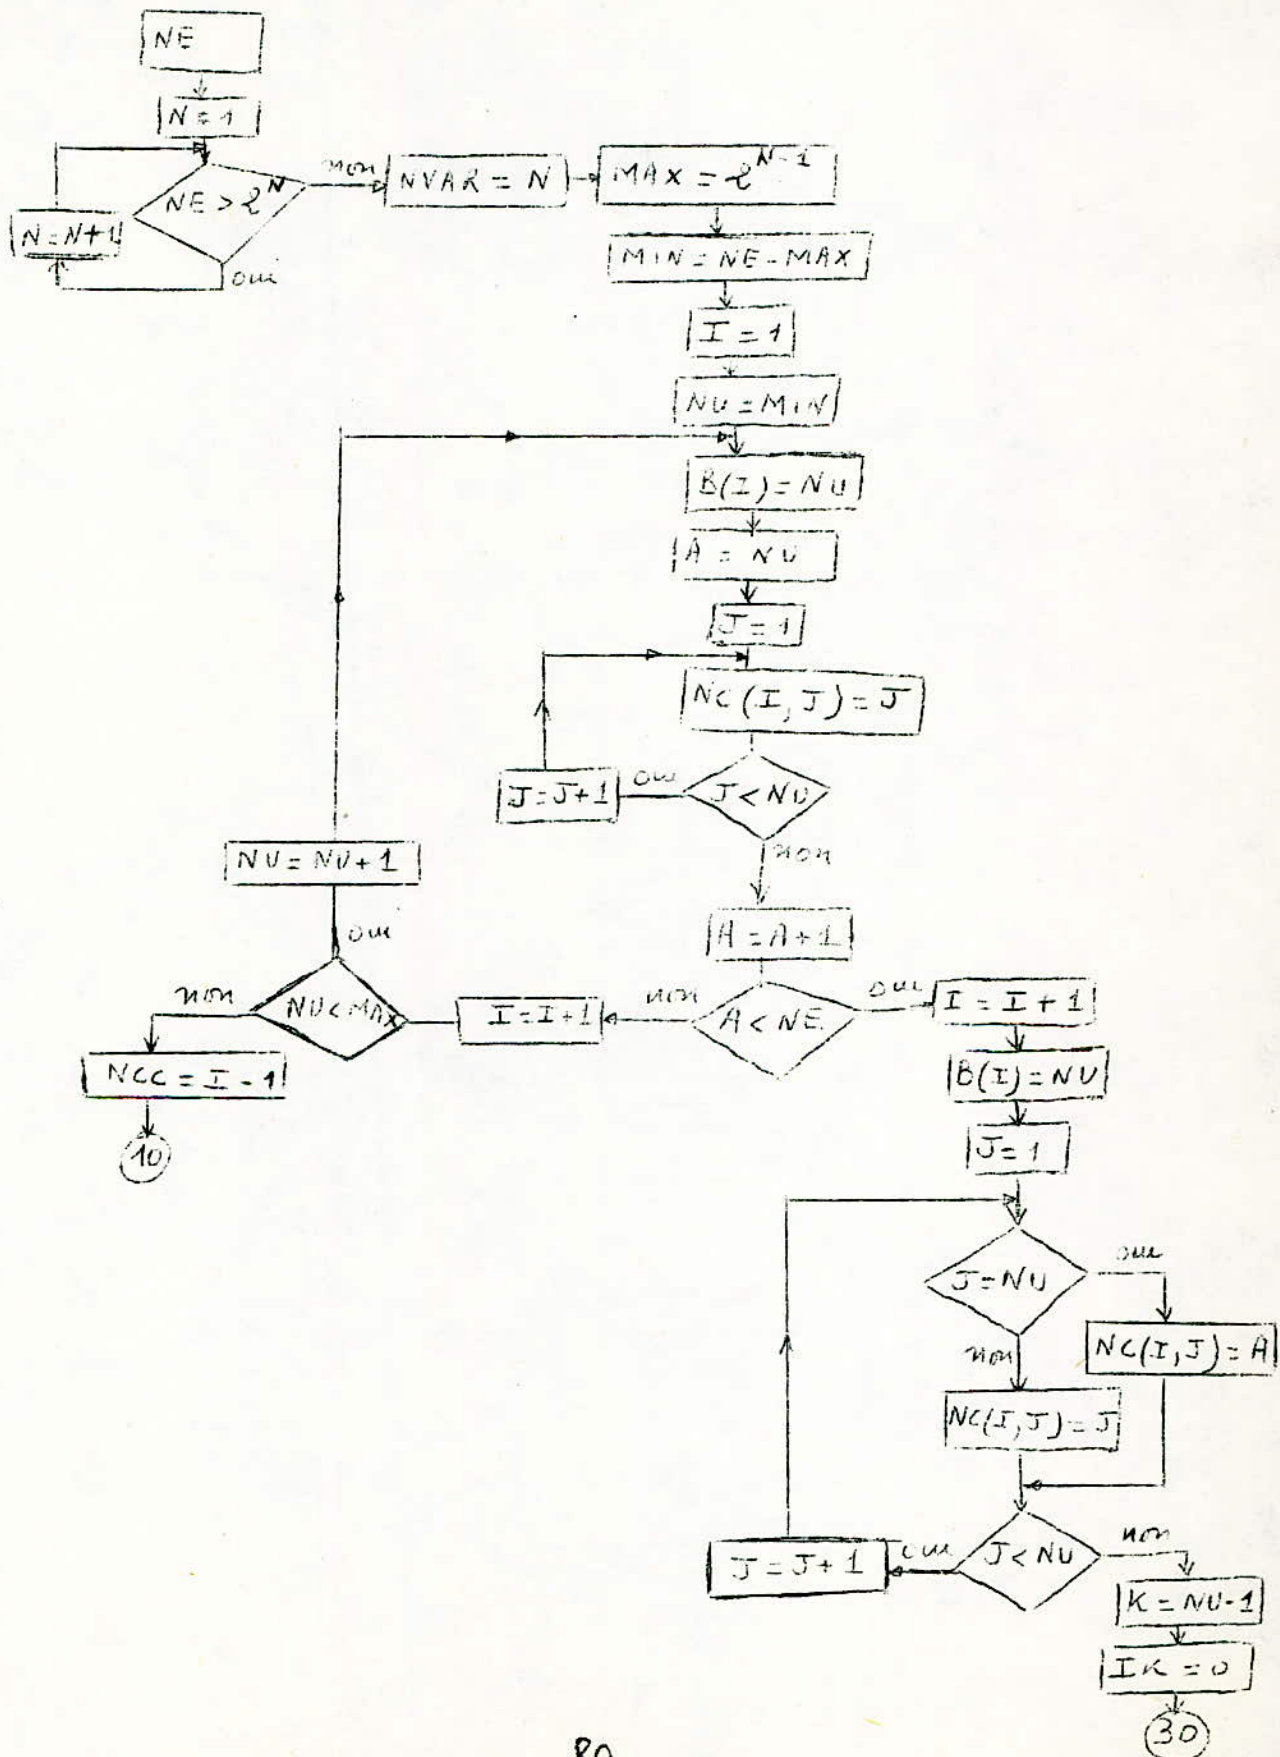 NE
N = 1
NE > 2^N
non
NVAR = N
MAX = 2^N-1
N = N+1
oui
MIN = NE - MAX
I = 1
NU = MIN
B(I) = NU
A = NU
J = 1
NC(I, J) = J
J = J+1
oui
J < NU
non
NU = NU + 1
oui
A = A + 1
non
NU < MAX
I = I + 1
non
A < NE
oui
I = I + 1
NCC = I - 1
B(I) = NU
10
J = 1
J = NU
oui
non
NC(I, J) = A
NC(I, J) = J
J = J + 1
oui
J < NU
non
K = NU - 1
IK = 0
30
80